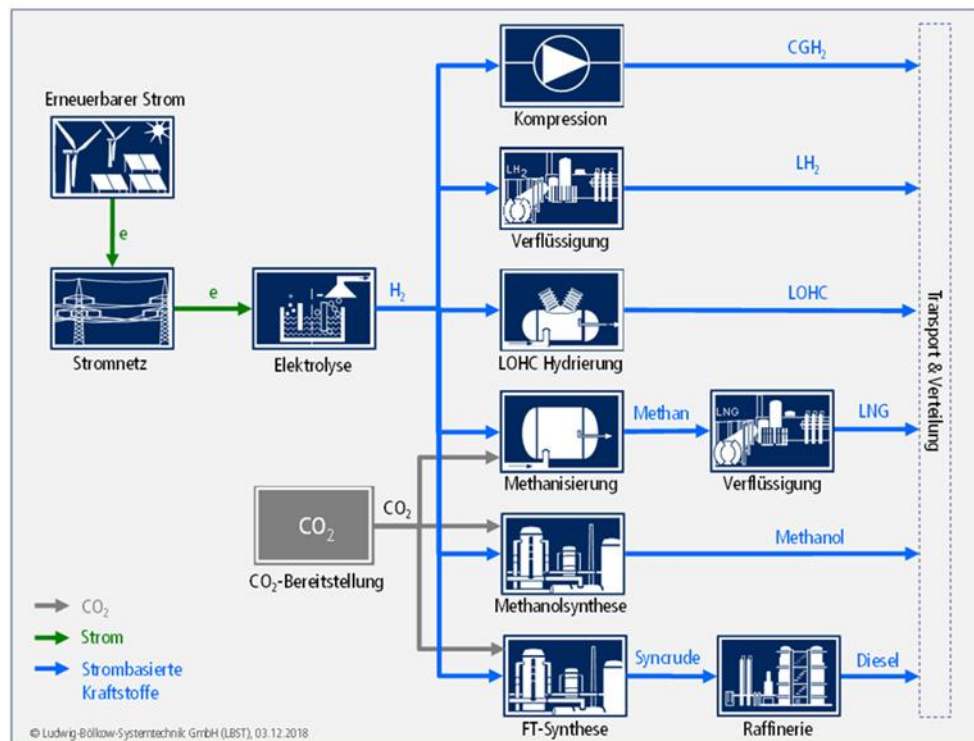 CGH₂
Erneuerbarer Strom
Kompression
LH₂
LH₂
e
Verflüssigung
e
H₂
LOHC
Stromnetz
Elektrolyse
LOHC Hydrierung
Transport & Verteilung
Methan
LNG
LNG
Methanisierung
Verflüssigung
CO₂
CO₂
Methanol
CO₂-Bereitstellung
Methanolsynthese
CO₂
Strom
Strombasierte
Kraftstoffe
Syncrude
Diesel
FT-Synthese
Raffinerie
© Ludwig-Bölkow-Systemtechnik GmbH (LBST), 03.12.2018